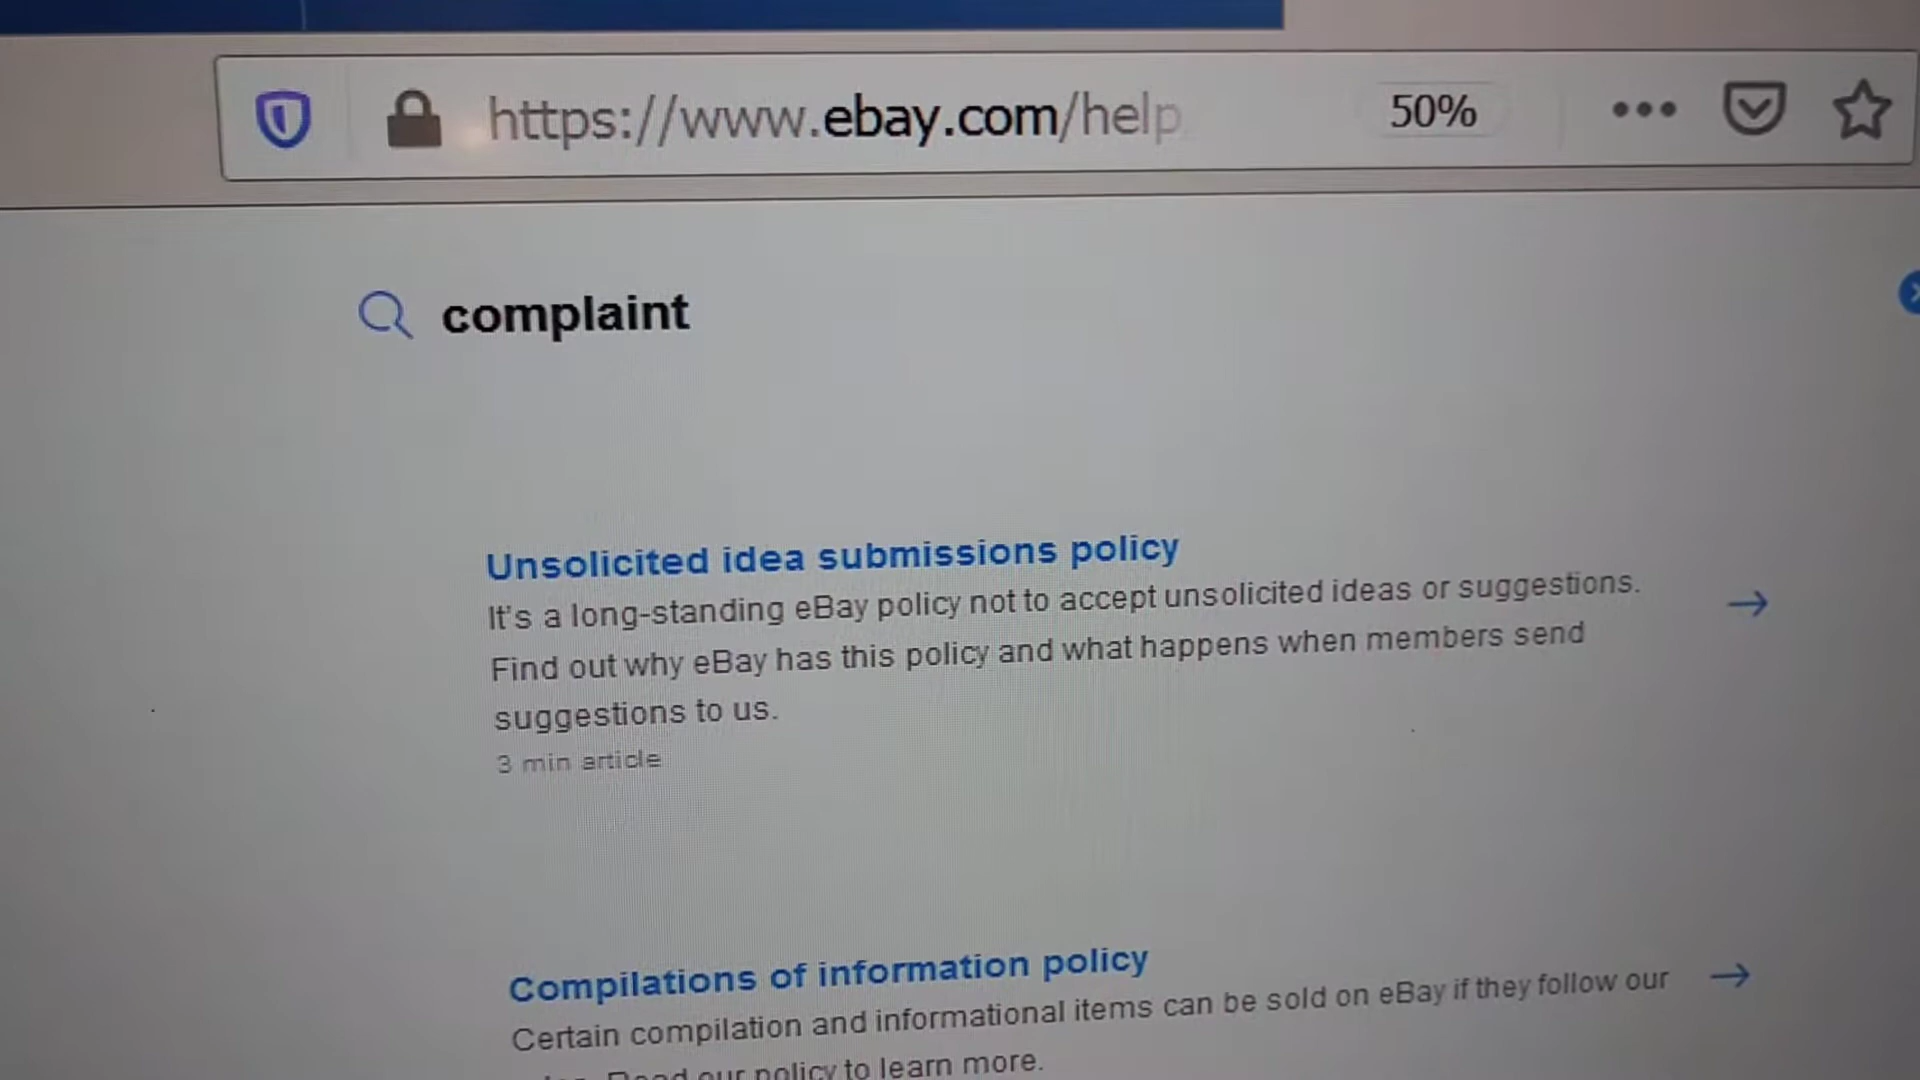 https://www.ebay.com/help
50%
complaint
Unsolicited idea submissions policy
It's a long-standing eBay policy not to accept unsolicited ideas or suggestions.
Find out why eBay has this policy and what happens when members send
suggestions to us.
3 min article
Compilations of information policy
Certain compilation and informational items can be sold on eBay if they follow our
Read our policy to learn more.